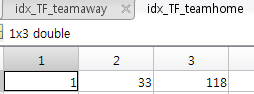 idx_TF_teamaway × idx_TF_teamhome
1x3 double
1 2 3
1 33 118